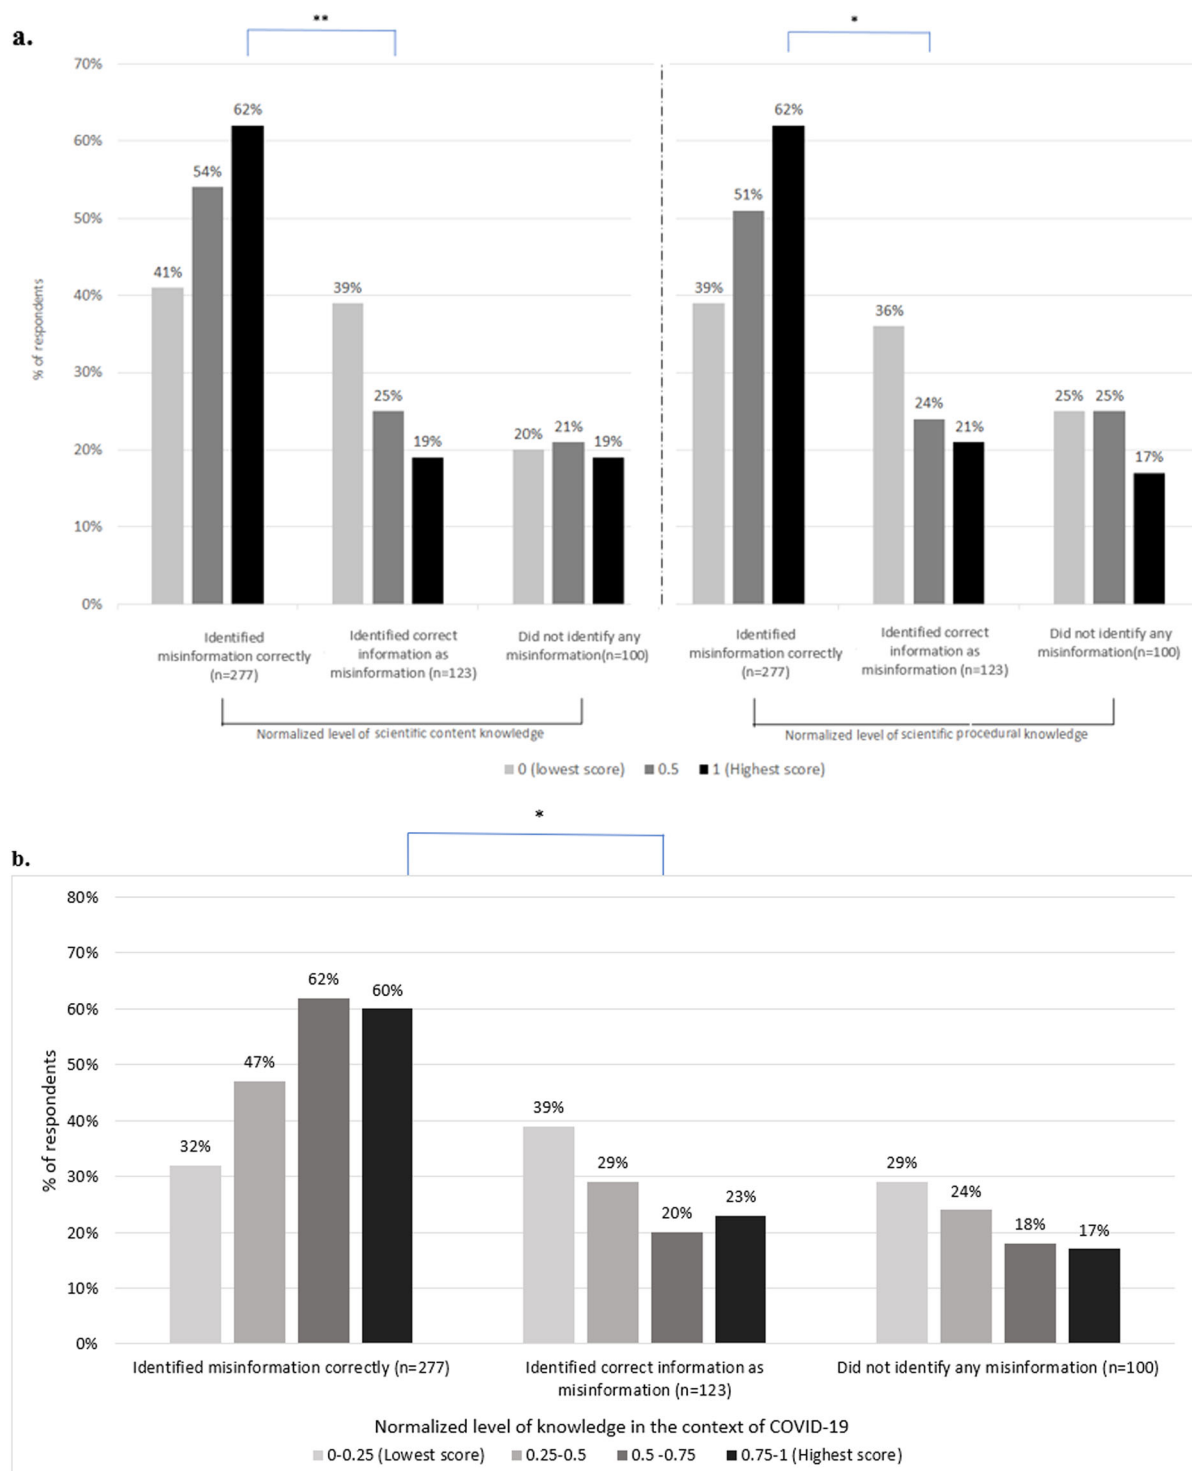 a.
**
*
70%
60%
50%
40%
30%
20%
10%
0%
% of respondents
41%
54%
62%
39%
25%
19%
20%
21%
19%
39%
51%
62%
36%
24%
21%
25%
25%
17%
Identified
misinformation correctly
(n=277)
Identified correct
information as
misinformation (n=123)
Did not identify any
misinformation(n=100)
Identified
misinformation correctly
(n=277)
Identified correct
information as
misinformation (n=123)
Did not identify any
misinformation(n=100)
Normalized level of scientific content knowledge
Normalized level of scientific procedural knowledge
0 (lowest score) 0.5 1 (Highest score)
b.
*
80%
70%
60%
50%
40%
30%
20%
10%
0%
% of respondents
32%
47%
62%
60%
39%
29%
20%
23%
29%
24%
18%
17%
Identified misinformation correctly (n=277)
Identified correct information as
misinformation (n=123)
Did not identify any misinformation (n=100)
Normalized level of knowledge in the context of COVID-19
0-0.25 (Lowest score) 0.25-0.5 0.5 -0.75 0.75-1 (Highest score)